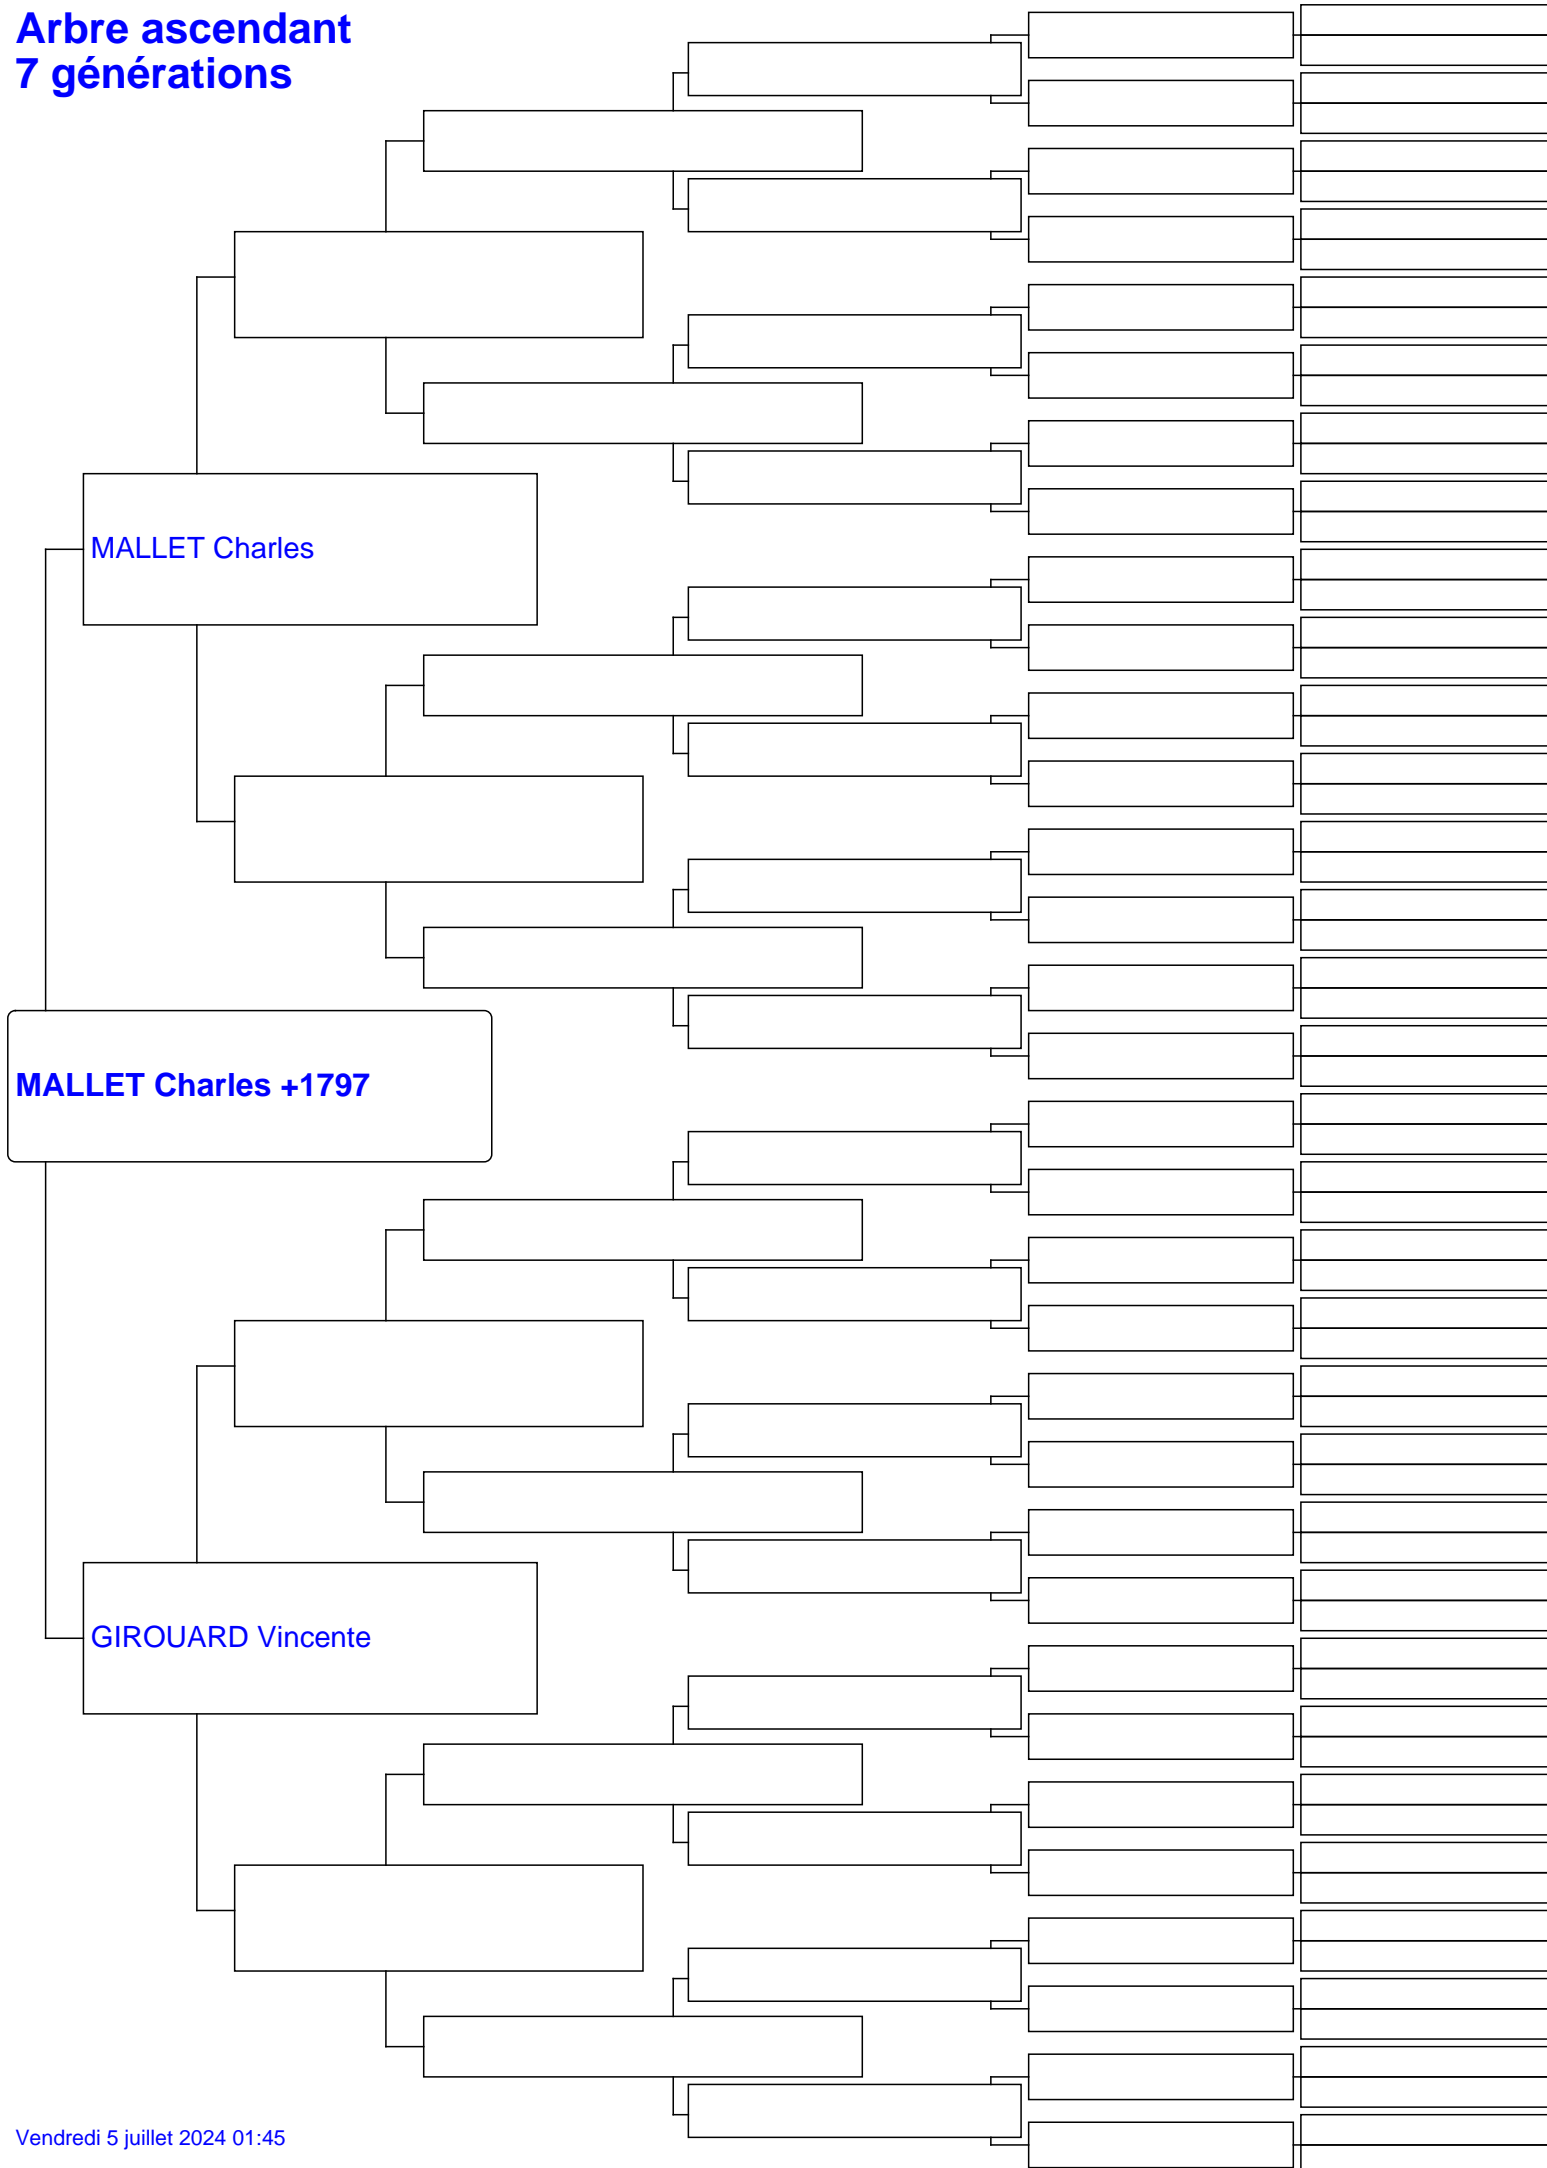 Arbre ascendant
7 générations
MALLET Charles
MALLET Charles +1797
GIROUARD Vincente
Vendredi 5 juillet 2024 01:45